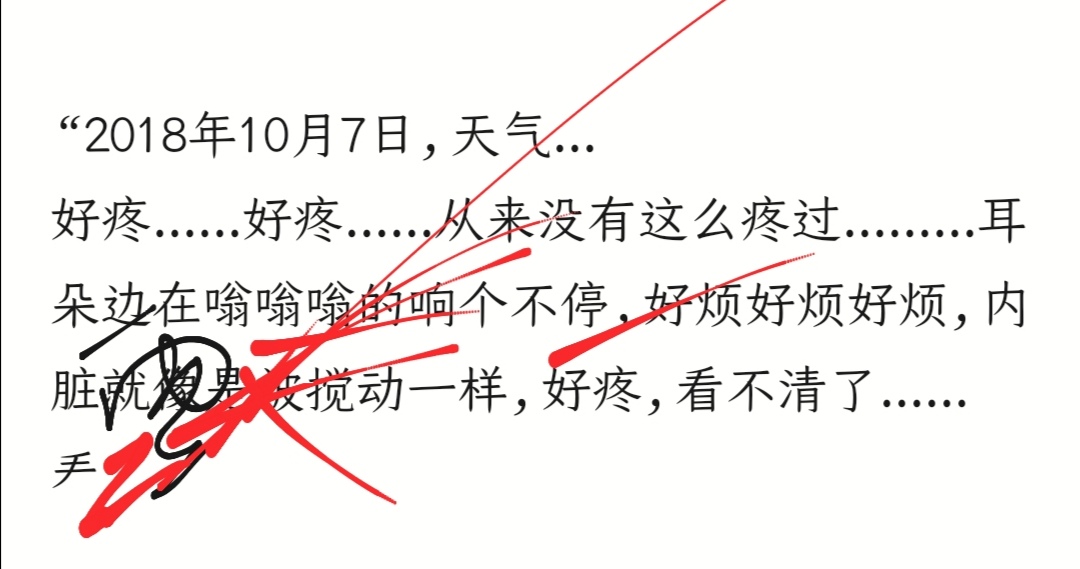 “2018年10月7日，天气...
好疼......好疼......从来没有这么疼过.........耳
朵边在嗡嗡嗡的响个不停，好烦好烦好烦，内
脏就像是被搅动一样，好疼，看不清了......